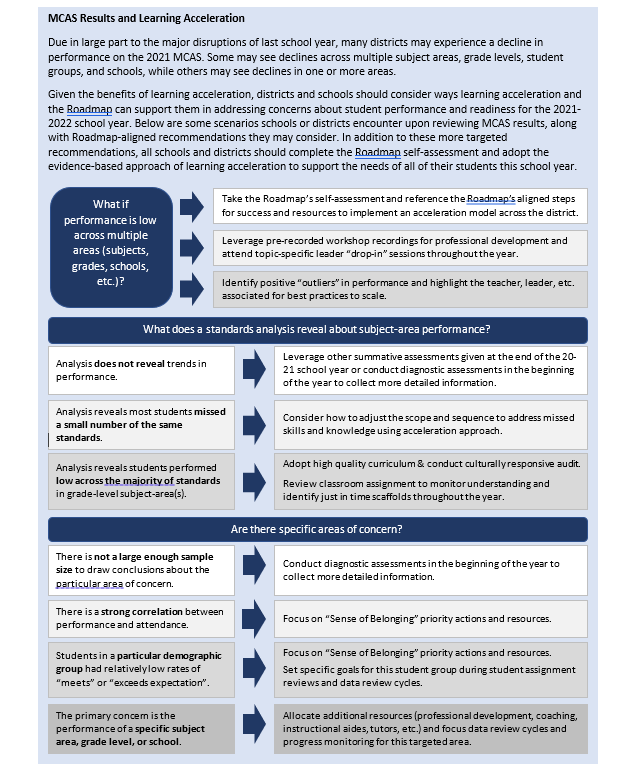 MCAS Results and Learning Acceleration
Due in large part to the major disruptions of last school year, many districts may experience a decline in
performance on the 2021 MCAS. Some may see declines across multiple subject areas, grade levels, student
groups, and schools, while others may see declines in one or more areas.
Given the benefits of learning acceleration, districts and schools should consider ways learning acceleration and
the Roadmap can support them in addressing concerns about student performance and readiness for the 2021-
2022 school year. Below are some scenarios schools or districts encounter upon reviewing MCAS results, along
with Roadmap-aligned recommendations they may consider. In addition to these more targeted
recommendations, all schools and districts should complete the Roadmap self-assessment and adopt the
evidence-based approach of learning acceleration to support the needs of all of their students this school year.
What if
performance is low
across multiple
areas (subjects,
grades, schools,
etc.)?
Take the Roadmap's self-assessment and reference the Roadmap's aligned steps
for success and resources to implement an acceleration model across the district.
Leverage pre-recorded workshop recordings for professional development and
attend topic-specific leader "drop-in" sessions throughout the year.
Identify positive "outliers" in performance and highlight the teacher, leader, etc.
associated for best practices to scale.
What does a standards analysis reveal about subject-area performance?
Analysis does not reveal trends in
performance.
Leverage other summative assessments given at the end of the 20-
21 school year or conduct diagnostic assessments in the beginning
of the year to collect more detailed information.
Analysis reveals most students missed
a small number of the same
standards.
Consider how to adjust the scope and sequence to address missed
skills and knowledge using acceleration approach.
Analysis reveals students performed
low across the majority of standards
in grade-level subject-area(s).
Adopt high quality curriculum & conduct culturally responsive audit.
Review classroom assignment to monitor understanding and
identify just in time scaffolds throughout the year.
Are there specific areas of concern?
There is not a large enough sample
size to draw conclusions about the
particular area of concern.
Conduct diagnostic assessments in the beginning of the year to
collect more detailed information.
There is a strong correlation between
performance and attendance.
Focus on "Sense of Belonging" priority actions and resources.
Students in a particular demographic
group had relatively low rates of
"meets" or "exceeds expectation".
Focus on "Sense of Belonging" priority actions and resources.
Set specific goals for this student group during student assignment
reviews and data review cycles.
The primary concern is the
performance of a specific subject
area, grade level, or school.
Allocate additional resources (professional development, coaching,
instructional aides, tutors, etc.) and focus data review cycles and
progress monitoring for this targeted area.